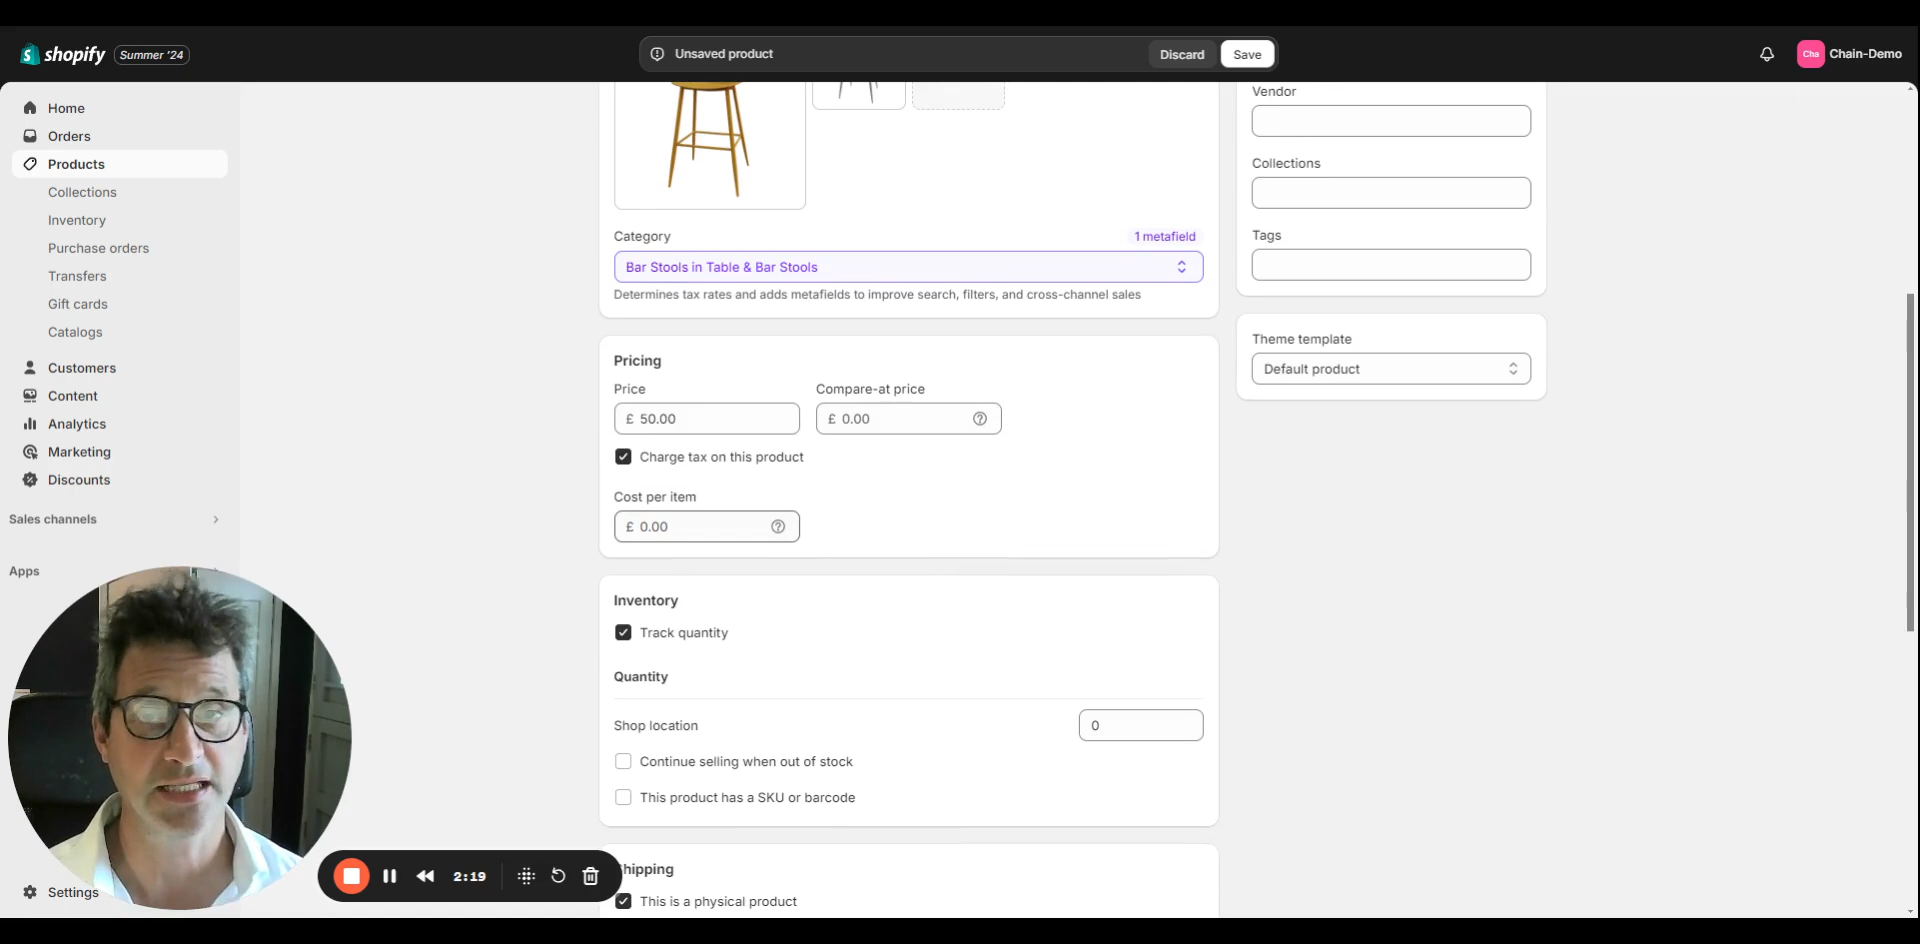 shopify Summer '24
Unsaved product
Discard
Save
Cha
Chain-Demo
Home
Orders
Products
Collections
Inventory
Purchase orders
Transfers
Gift cards
Catalogs
Customers
Content
Analytics
Marketing
Discounts
Sales channels
Apps
Settings
Category
1 metafield
Bar Stools in Table & Bar Stools
Determines tax rates and adds metafields to improve search, filters, and cross-channel sales
Pricing
Price
Compare-at price
£ 50.00
£ 0.00
Charge tax on this product
Cost per item
£ 0.00
Inventory
Track quantity
Quantity
Shop location
0
Continue selling when out of stock
This product has a SKU or barcode
2:19
hipping
This is a physical product
Vendor
Collections
Tags
Theme template
Default product